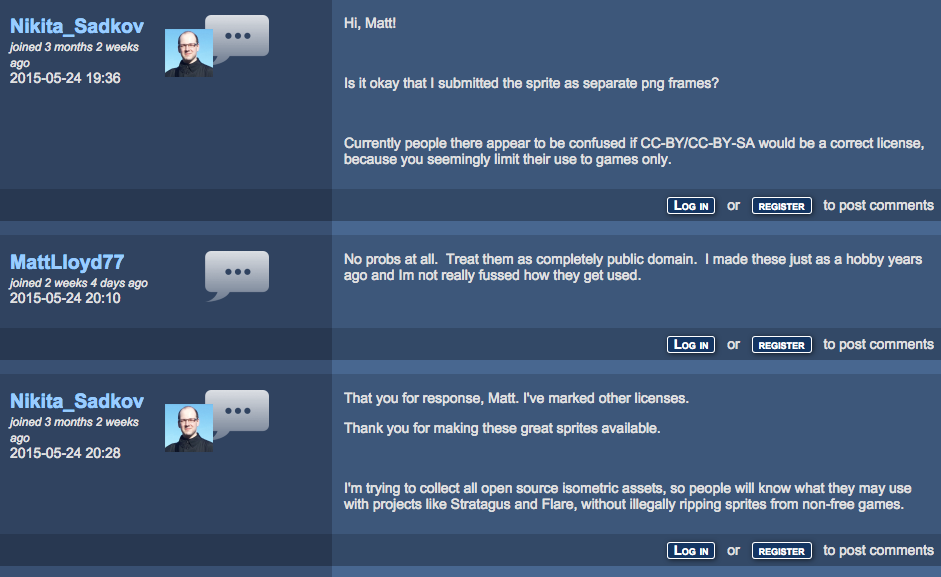 Nikita_Sadkov
joined 3 months 2 weeks
ago
2015-05-24 19:36
Hi, Matt!
Is it okay that I submitted the sprite as separate png frames?
Currently people there appear to be confused if CC-BY/CC-BY-SA would be a correct license,
because you seemingly limit their use to games only.
Log in or register to post comments
MattLloyd77
joined 2 weeks 4 days ago
2015-05-24 20:10
No probs at all. Treat them as completely public domain. I made these just as a hobby years
ago and Im not really fussed how they get used.
Log in or register to post comments
Nikita_Sadkov
joined 3 months 2 weeks
ago
2015-05-24 20:28
That you for response, Matt. I've marked other licenses.
Thank you for making these great sprites available.
I'm trying to collect all open source isometric assets, so people will know what they may use
with projects like Stratagus and Flare, without illegally ripping sprites from non-free games.
Log in or register to post comments